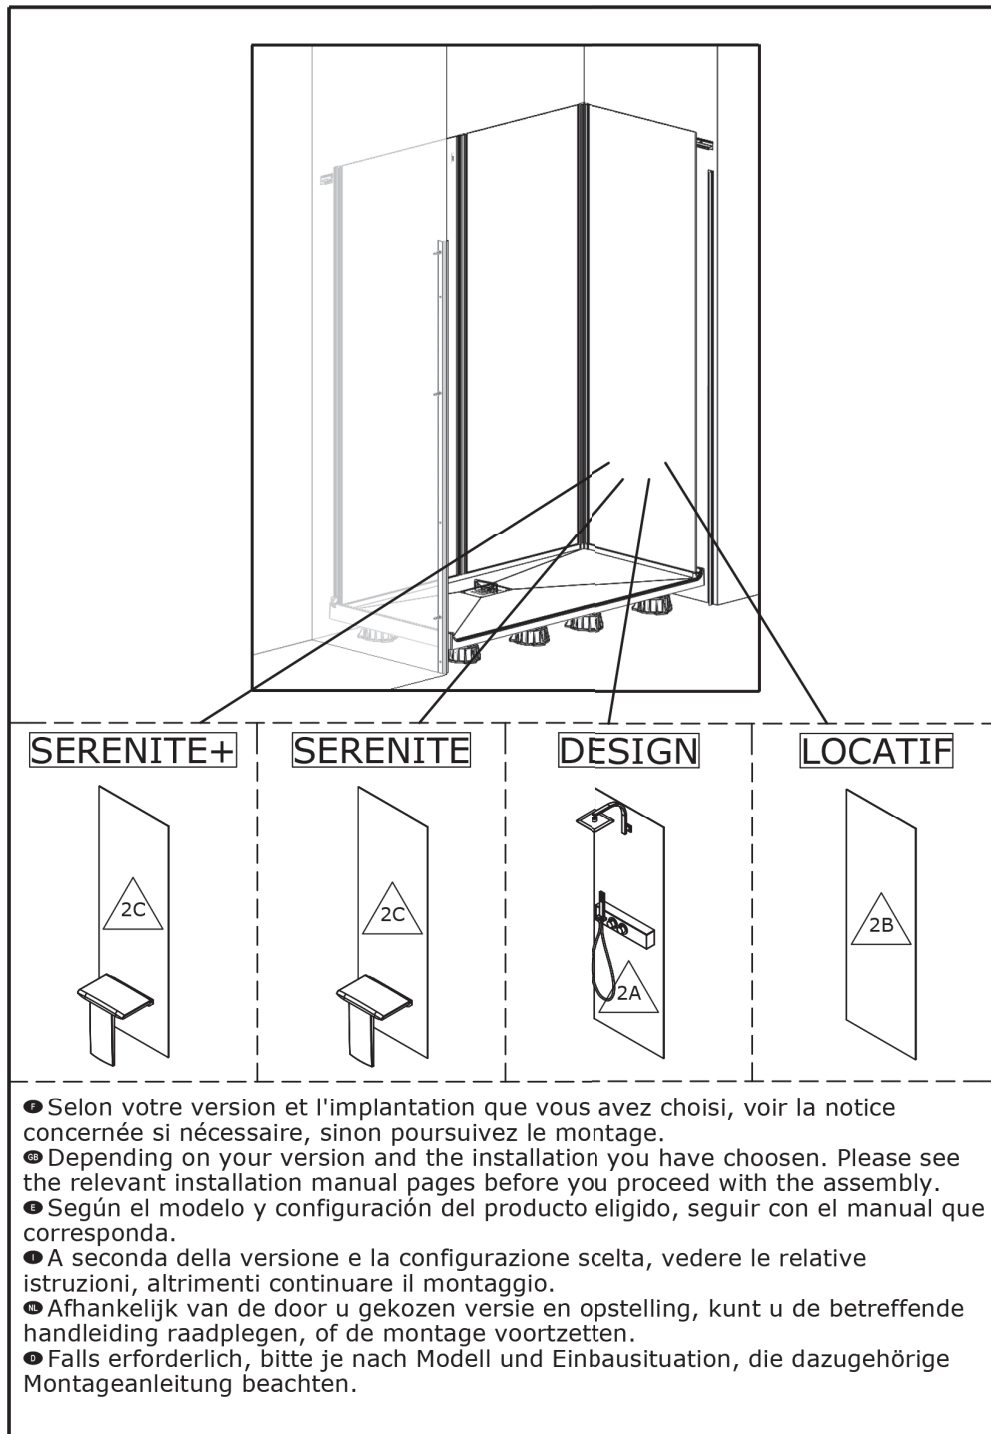 SERENITE+
SERENITE
DESIGN
LOCATIF
2C
2C
2A
2B
F Selon votre version et l'implantation que vous avez choisi, voir la notice
concernée si nécessaire, sinon poursuivez le montage.
GB Depending on your version and the installation you have choosen. Please see
the relevant installation manual pages before you proceed with the assembly.
E Según el modelo y configuración del producto eligido, seguir con el manual que
corresponda.
I A seconda della versione e la configurazione scelta, vedere le relative
istruzioni, altrimenti continuare il montaggio.
NL Afhankelijk van de door u gekozen versie en opstelling, kunt u de betreffende
handleiding raadplegen, of de montage voortzetten.
D Falls erforderlich, bitte je nach Modell und Einbausituation, die dazugehörige
Montageanleitung beachten.